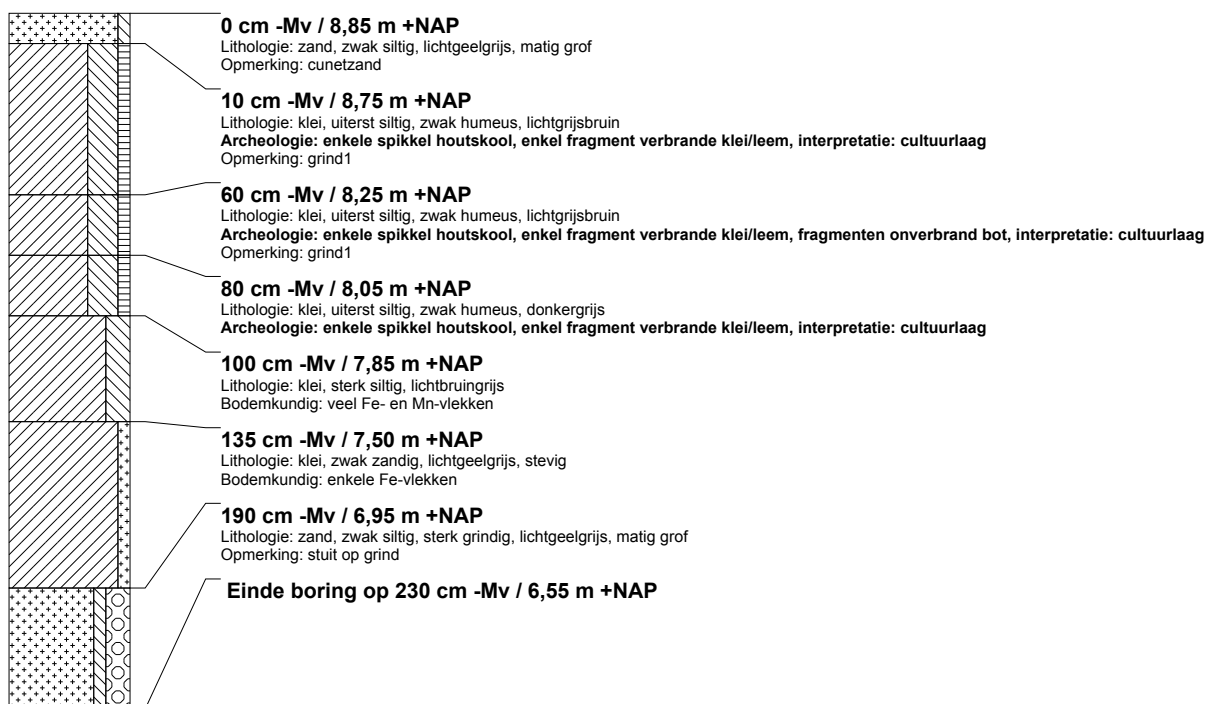 0 cm -Mv / 8,85 m +NAP
Lithologie: zand, zwak siltig, lichtgeelgrijs, matig grof
Opmerking: cunetzand
10 cm -Mv / 8,75 m +NAP
Lithologie: klei, uiterst siltig, zwak humeus, lichtgrijsbruin
Archeologie: enkele spikkel houtskool, enkel fragment verbrande klei/leem, interpretatie: cultuurlaag
Opmerking: grind1
60 cm -Mv / 8,25 m +NAP
Lithologie: klei, uiterst siltig, zwak humeus, lichtgrijsbruin
Archeologie: enkele spikkel houtskool, enkel fragment verbrande klei/leem, fragmenten onverbrand bot, interpretatie: cultuurlaag
Opmerking: grind1
80 cm -Mv / 8,05 m +NAP
Lithologie: klei, uiterst siltig, zwak humeus, donkergrijs
Archeologie: enkele spikkel houtskool, enkel fragment verbrande klei/leem, interpretatie: cultuurlaag
100 cm -Mv / 7,85 m +NAP
Lithologie: klei, sterk siltig, lichtbruingrijs
Bodemkundig: veel Fe- en Mn-vlekken
135 cm -Mv / 7,50 m +NAP
Lithologie: klei, zwak zandig, lichtgeelgrijs, stevig
Bodemkundig: enkele Fe-vlekken
190 cm -Mv / 6,95 m +NAP
Lithologie: zand, zwak siltig, sterk grindig, lichtgeelgrijs, matig grof
Opmerking: stuit op grind
Einde boring op 230 cm -Mv / 6,55 m +NAP